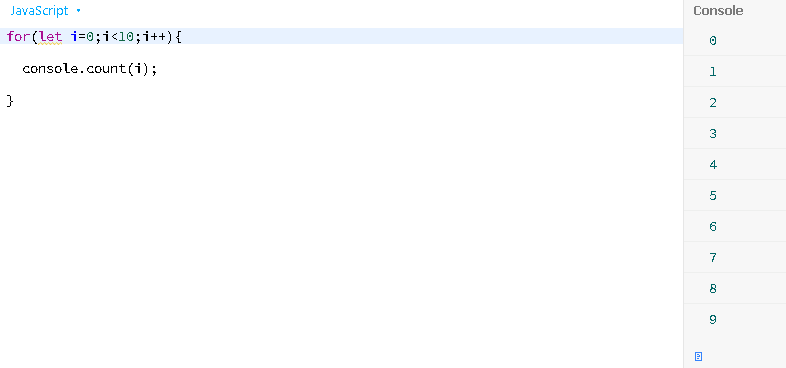 JavaScript
for(let i=0;i<10;i++){
console.count(i);
}
Console
0
1
2
3
4
5
6
7
8
9